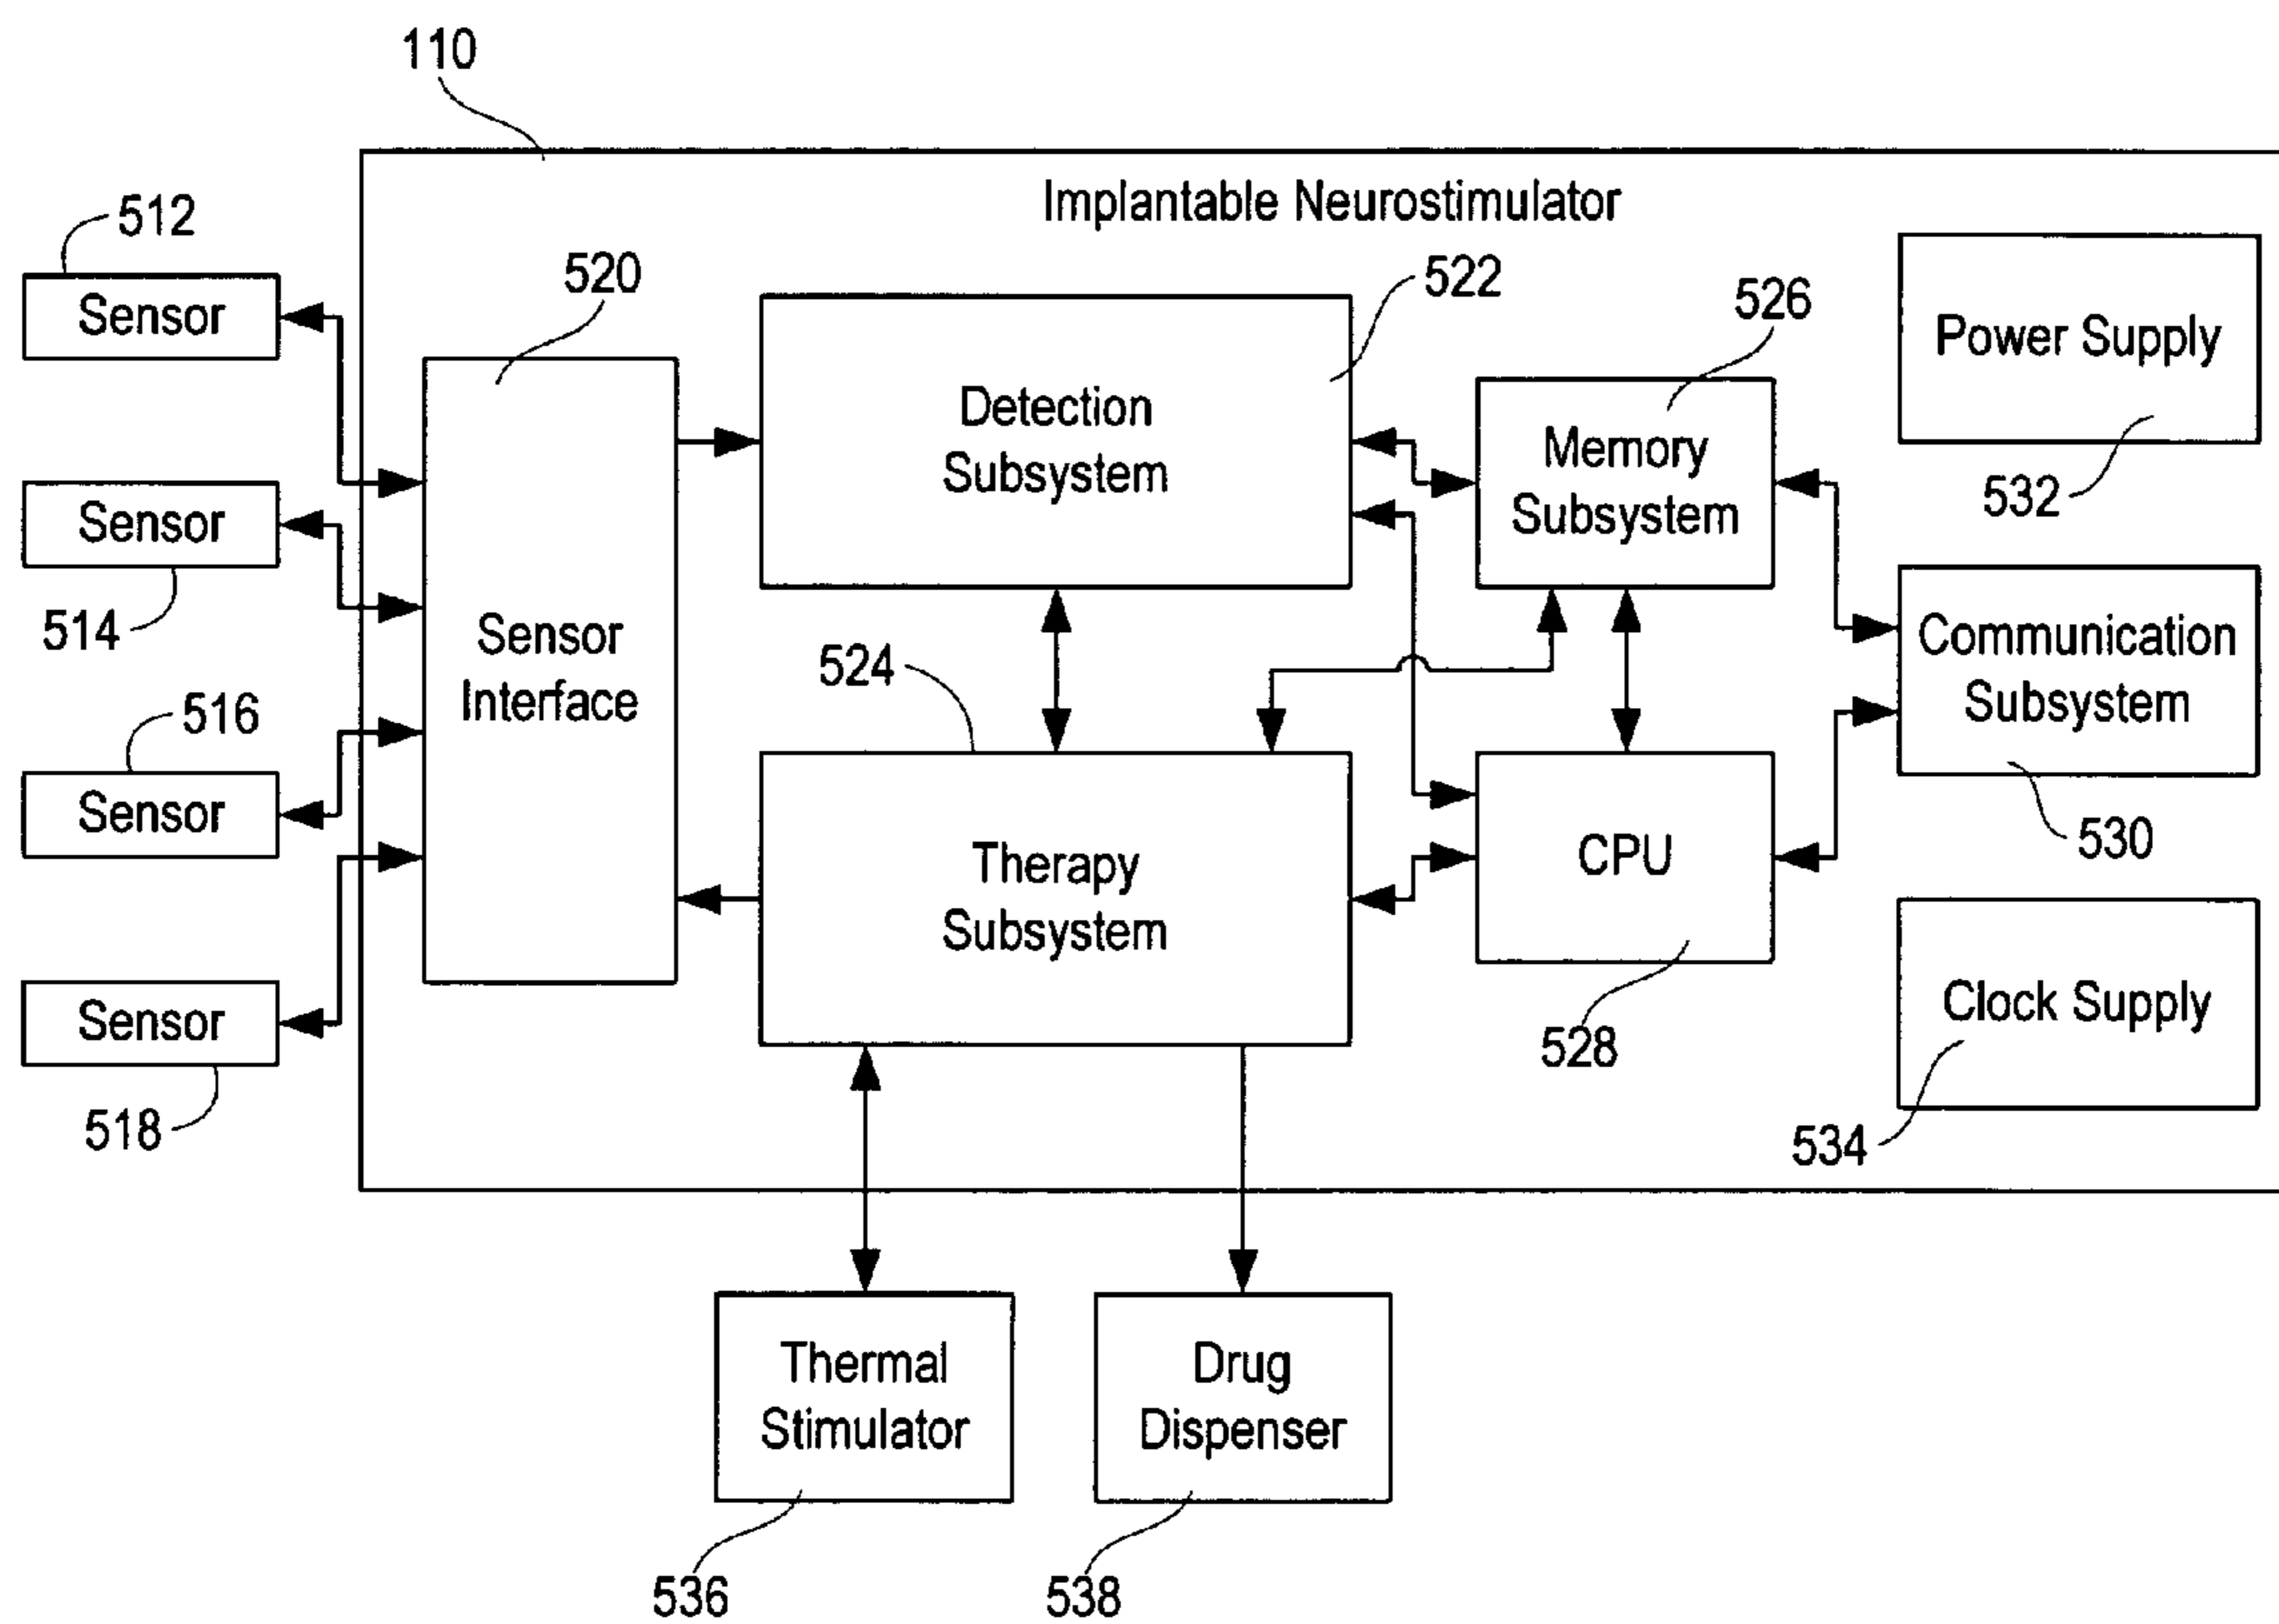 110
Implantable Neurostimulator
512
Sensor
514
Sensor
516
Sensor
518
Sensor
520
Sensor
Interface
522
Detection
Subsystem
524
Therapy
Subsystem
526
Memory
Subsystem
528
CPU
Power Supply
532
Communication
Subsystem
530
Clock Supply
534
Thermal
Stimulator
536
Drug
Dispenser
538